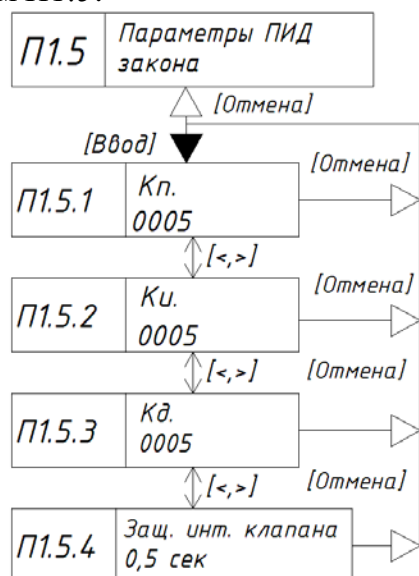 П1.5
Параметры ПИД
закона
[Отмена]
[Ввод]
[Отмена]
П1.5.1
Кп.
0005
[<,>]
[Отмена]
П1.5.2
Ки.
0005
[<,>]
[Отмена]
П1.5.3
Кд.
0005
[<,>]
[Отмена]
П1.5.4
Защ. инт. клапана
0,5 сек